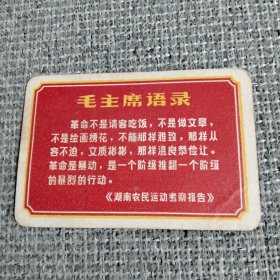 毛主席语录
革命不是请客吃饭，不是做文章，
不是绘画绣花，不能那样雅致，那样从
容不迫，文质彬彬，那样温良恭俭让。
革命是暴动，是一个阶级推翻一个阶级
的暴烈的行动。
《湖南农民运动考察报告》